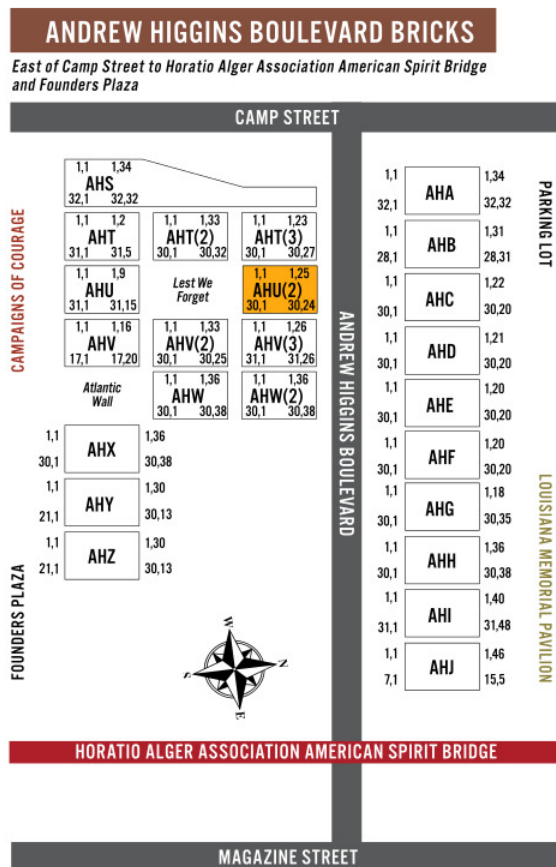 ANDREW HIGGINS BOULEVARD BRICKS
East of Camp Street to Horatio Alger Association American Spirit Bridge
and Founders Plaza
CAMP STREET
1,1 1,34
AHS
32,1 32,32
1,1 1,2
AHT
31,1 31,5
1,1 1,33
AHT(2)
30,1 30,32
1,1 1,23
AHT(3)
30,1 30,27
1,1 1,9
AHU
31,1 31,15
Lest We
Forget
1,1 1,25
AHU(2)
30,1 30,24
1,1 1,16
AHV
17,1 17,20
1,1 1,33
AHV(2)
30,1 30,25
1,1 1,26
AHV(3)
31,1 31,26
Atlantic
Wall
1,1 1,36
AHW
30,1 30,38
1,1 1,36
AHW(2)
30,1 30,38
1,1 1,36
AHX
30,1 30,38
1,1 1,30
AHY
21,1 30,13
1,1 1,30
AHZ
21,1 30,13
CAMPAIGNS OF COURAGE
FOUNDERS PLAZA
W
N
S
E
ANDREW HIGGINS BOULEVARD
1,1 1,34
AHA
32,1 32,32
1,1 1,31
AHB
28,1 28,31
1,1 1,22
AHC
30,1 30,20
1,1 1,21
AHD
30,1 30,20
1,1 1,20
AHE
30,1 30,20
1,1 1,20
AHF
30,1 30,20
1,1 1,18
AHG
30,1 30,35
1,1 1,36
AHH
30,1 30,38
1,1 1,40
AHI
31,1 31,48
1,1 1,46
AHJ
7,1 15,5
PARKING LOT
LOUISIANA MEMORIAL PAVILION
HORATIO ALGER ASSOCIATION AMERICAN SPIRIT BRIDGE
MAGAZINE STREET